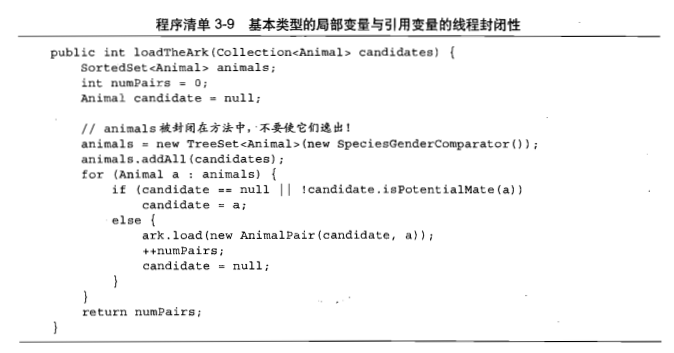 程序清单 3-9 基本类型的局部变量与引用变量的线程封闭性
public int loadTheArk(Collection<Animal> candidates) {
    SortedSet<Animal> animals;
    int numPairs = 0;
    Animal candidate = null;

    // animals被封闭在方法中，不要使它们逸出！
    animals = new TreeSet<Animal>(new SpeciesGenderComparator());
    animals.addAll(candidates);
    for (Animal a : animals) {
        if (candidate == null || !candidate.isPotentialMate(a))
            candidate = a;
        else {
            ark.load(new AnimalPair(candidate, a));
            ++numPairs;
            candidate = null;
        }
    }
    return numPairs;
}